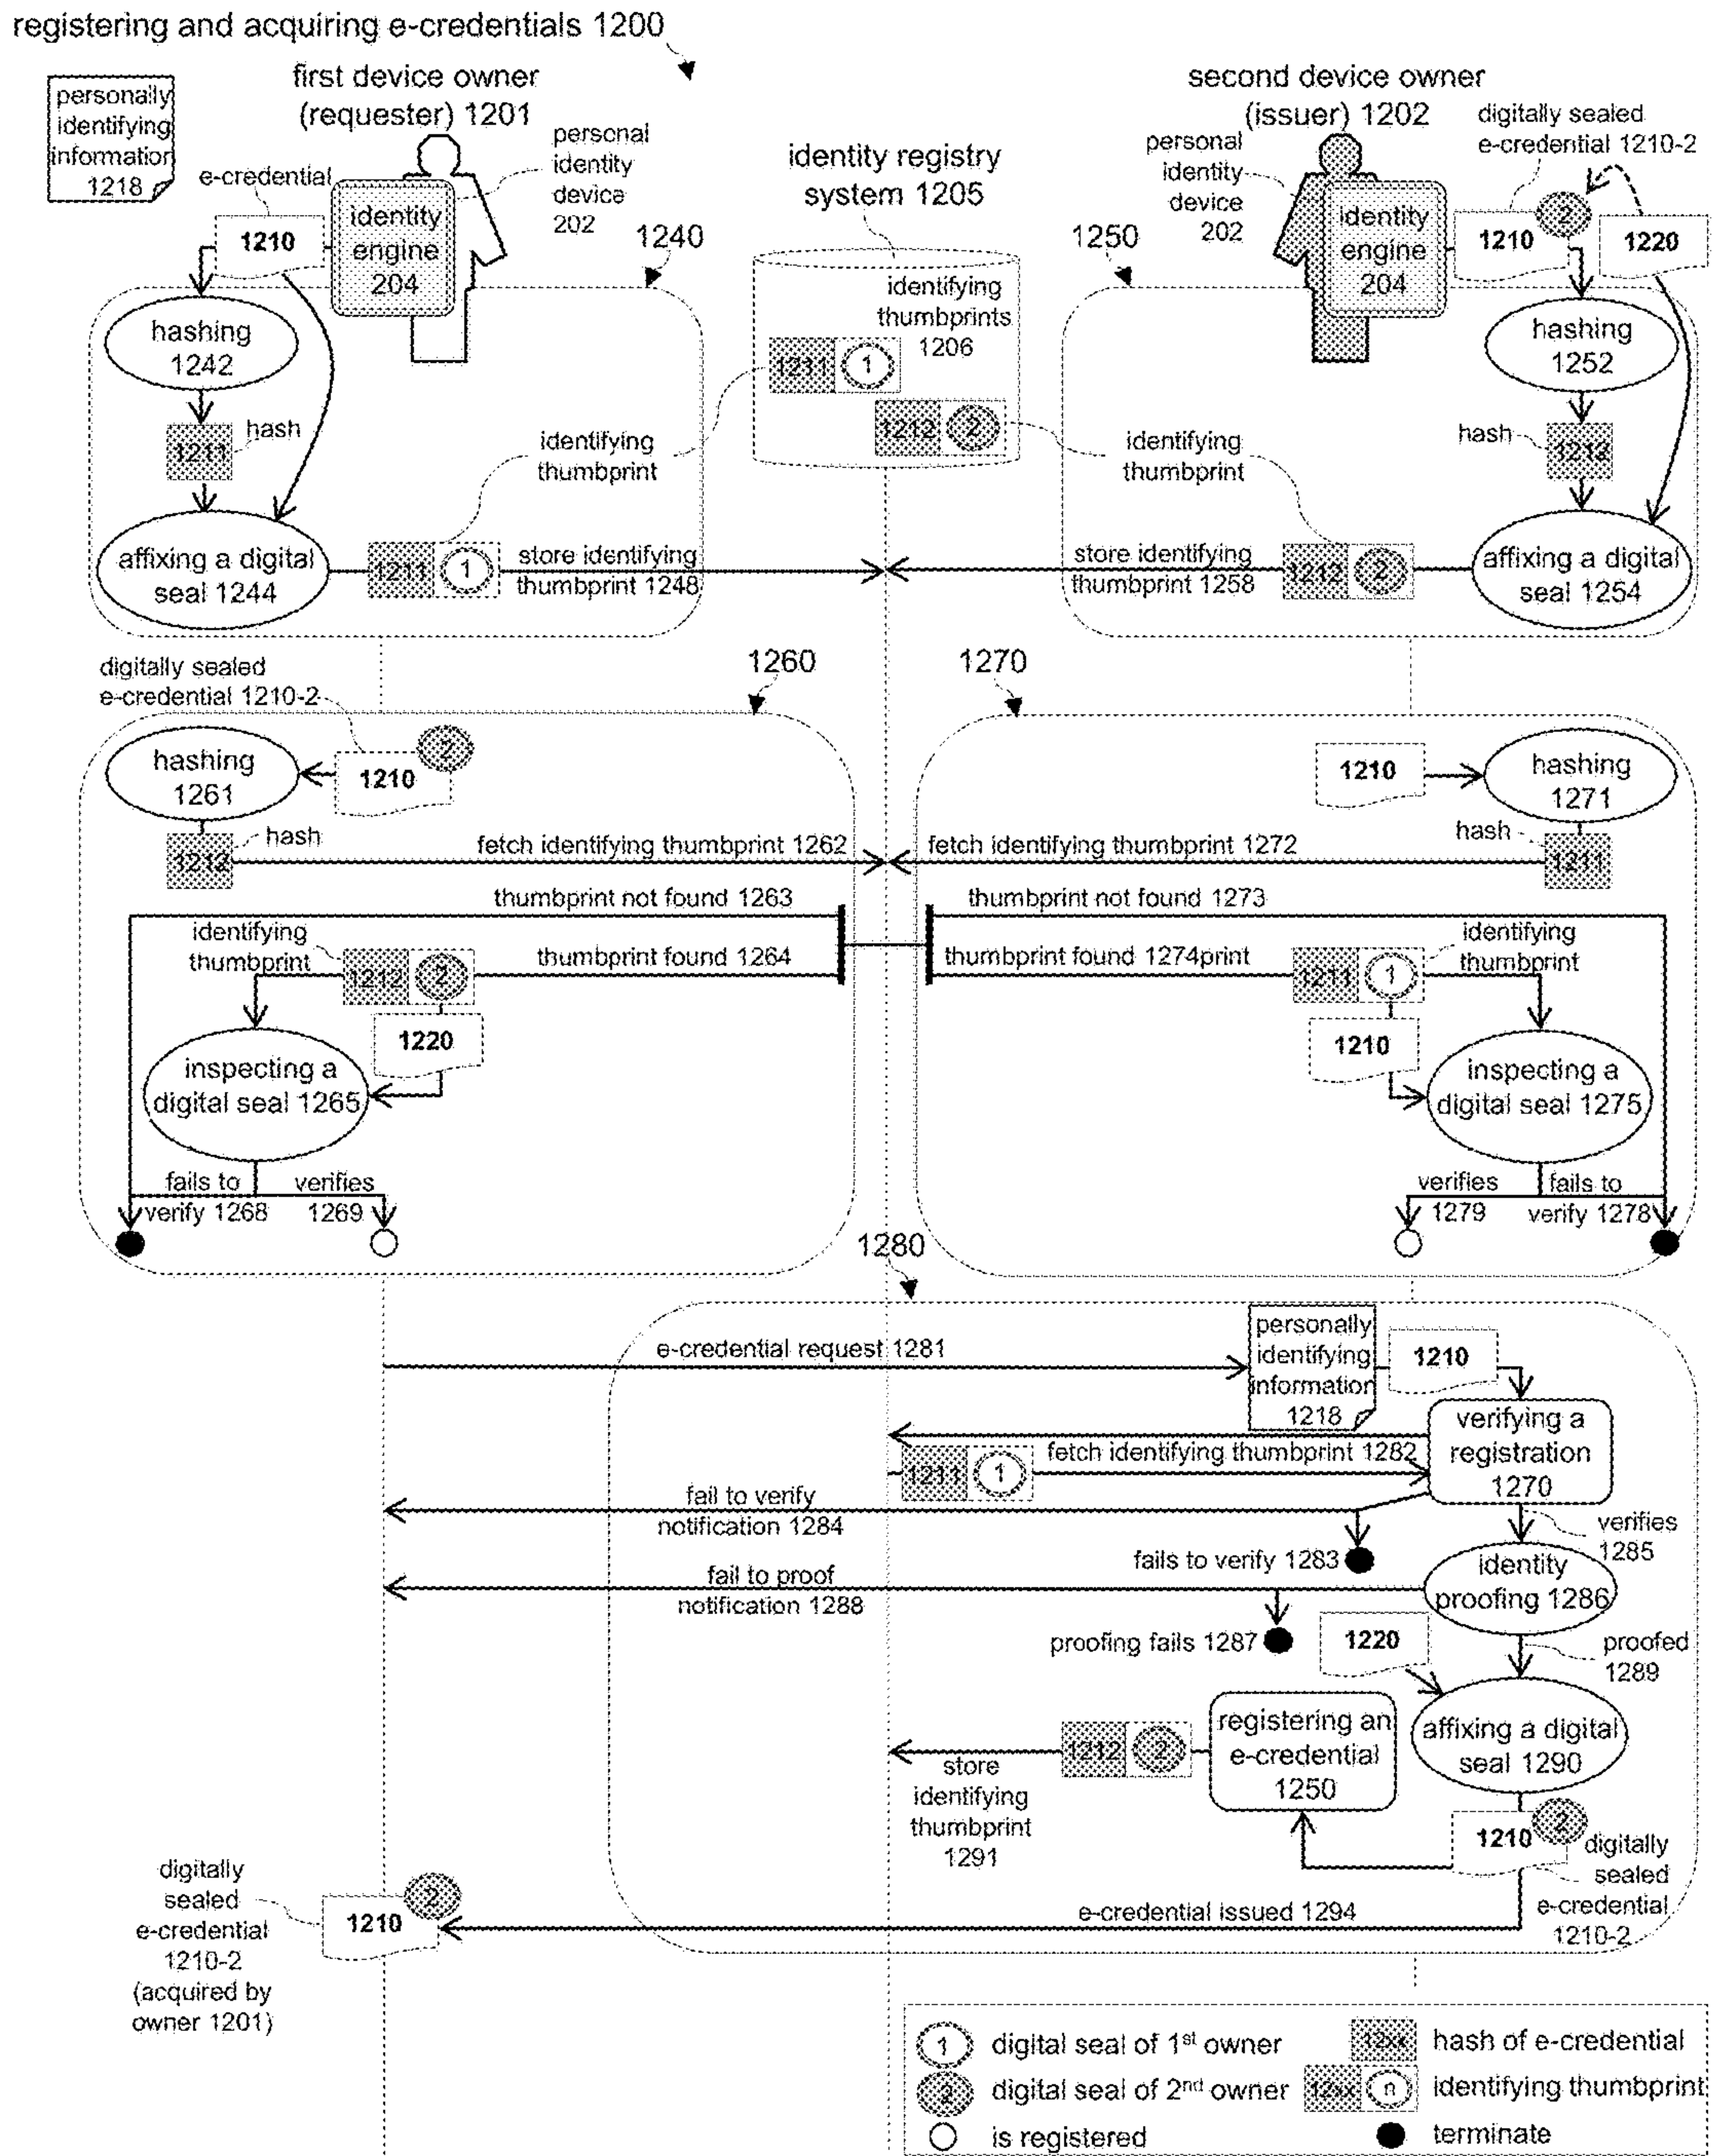 registering and acquiring e-credentials 1200
personally
identifying
information
1218
first device owner
(requester) 1201
e-credential
1210
identity
engine
204
personal
identity
device
202
identity registry
system 1205
second device owner
(issuer) 1202
personal
identity
device
202
identity
engine
204
digitally sealed
e-credential 1210-2
1210
2
1220
1240
1250
hashing
1242
1211
hash
identifying
thumbprints
1206
1211
1
1212
2
identifying
thumbprint
identifying
thumbprint
hashing
1252
hash
1212
affixing a digital
seal 1244
1211
1
store identifying
thumbprint 1248
store identifying
thumbprint 1258
1212
2
affixing a digital
seal 1254
digitally sealed
e-credential 1210-2
1260
1270
hashing
1261
1210
2
1212
hash
fetch identifying thumbprint 1262
1210
hashing
1271
hash
1211
fetch identifying thumbprint 1272
thumbprint not found 1263
thumbprint not found 1273
identifying
thumbprint
1212
2
thumbprint found 1264
thumbprint found 1274print
1211
1
identifying
thumbprint
1220
inspecting a
digital seal 1265
1210
inspecting a
digital seal 1275
fails to
verify 1268
verifies
1269
verifies
1279
fails to
verify 1278
1280
e-credential request 1281
personally
identifying
information
1218
1210
verifying a
registration
1270
fetch identifying thumbprint 1282
1211
1
fail to verify
notification 1284
fails to verify 1283
verifies
1285
identity
proofing 1286
fail to proof
notification 1288
proofing fails 1287
1220
proofed
1289
affixing a digital
seal 1290
registering an
e-credential
1250
1212
2
store
identifying
thumbprint
1291
1210
2
digitally
sealed
e-credential
1210-2
e-credential issued 1294
digitally
sealed
e-credential
1210-2
(acquired by
owner 1201)
1210
2
1 digital seal of 1st owner
12xx hash of e-credential
2 digital seal of 2nd owner
12xx n identifying thumbprint
is registered
terminate